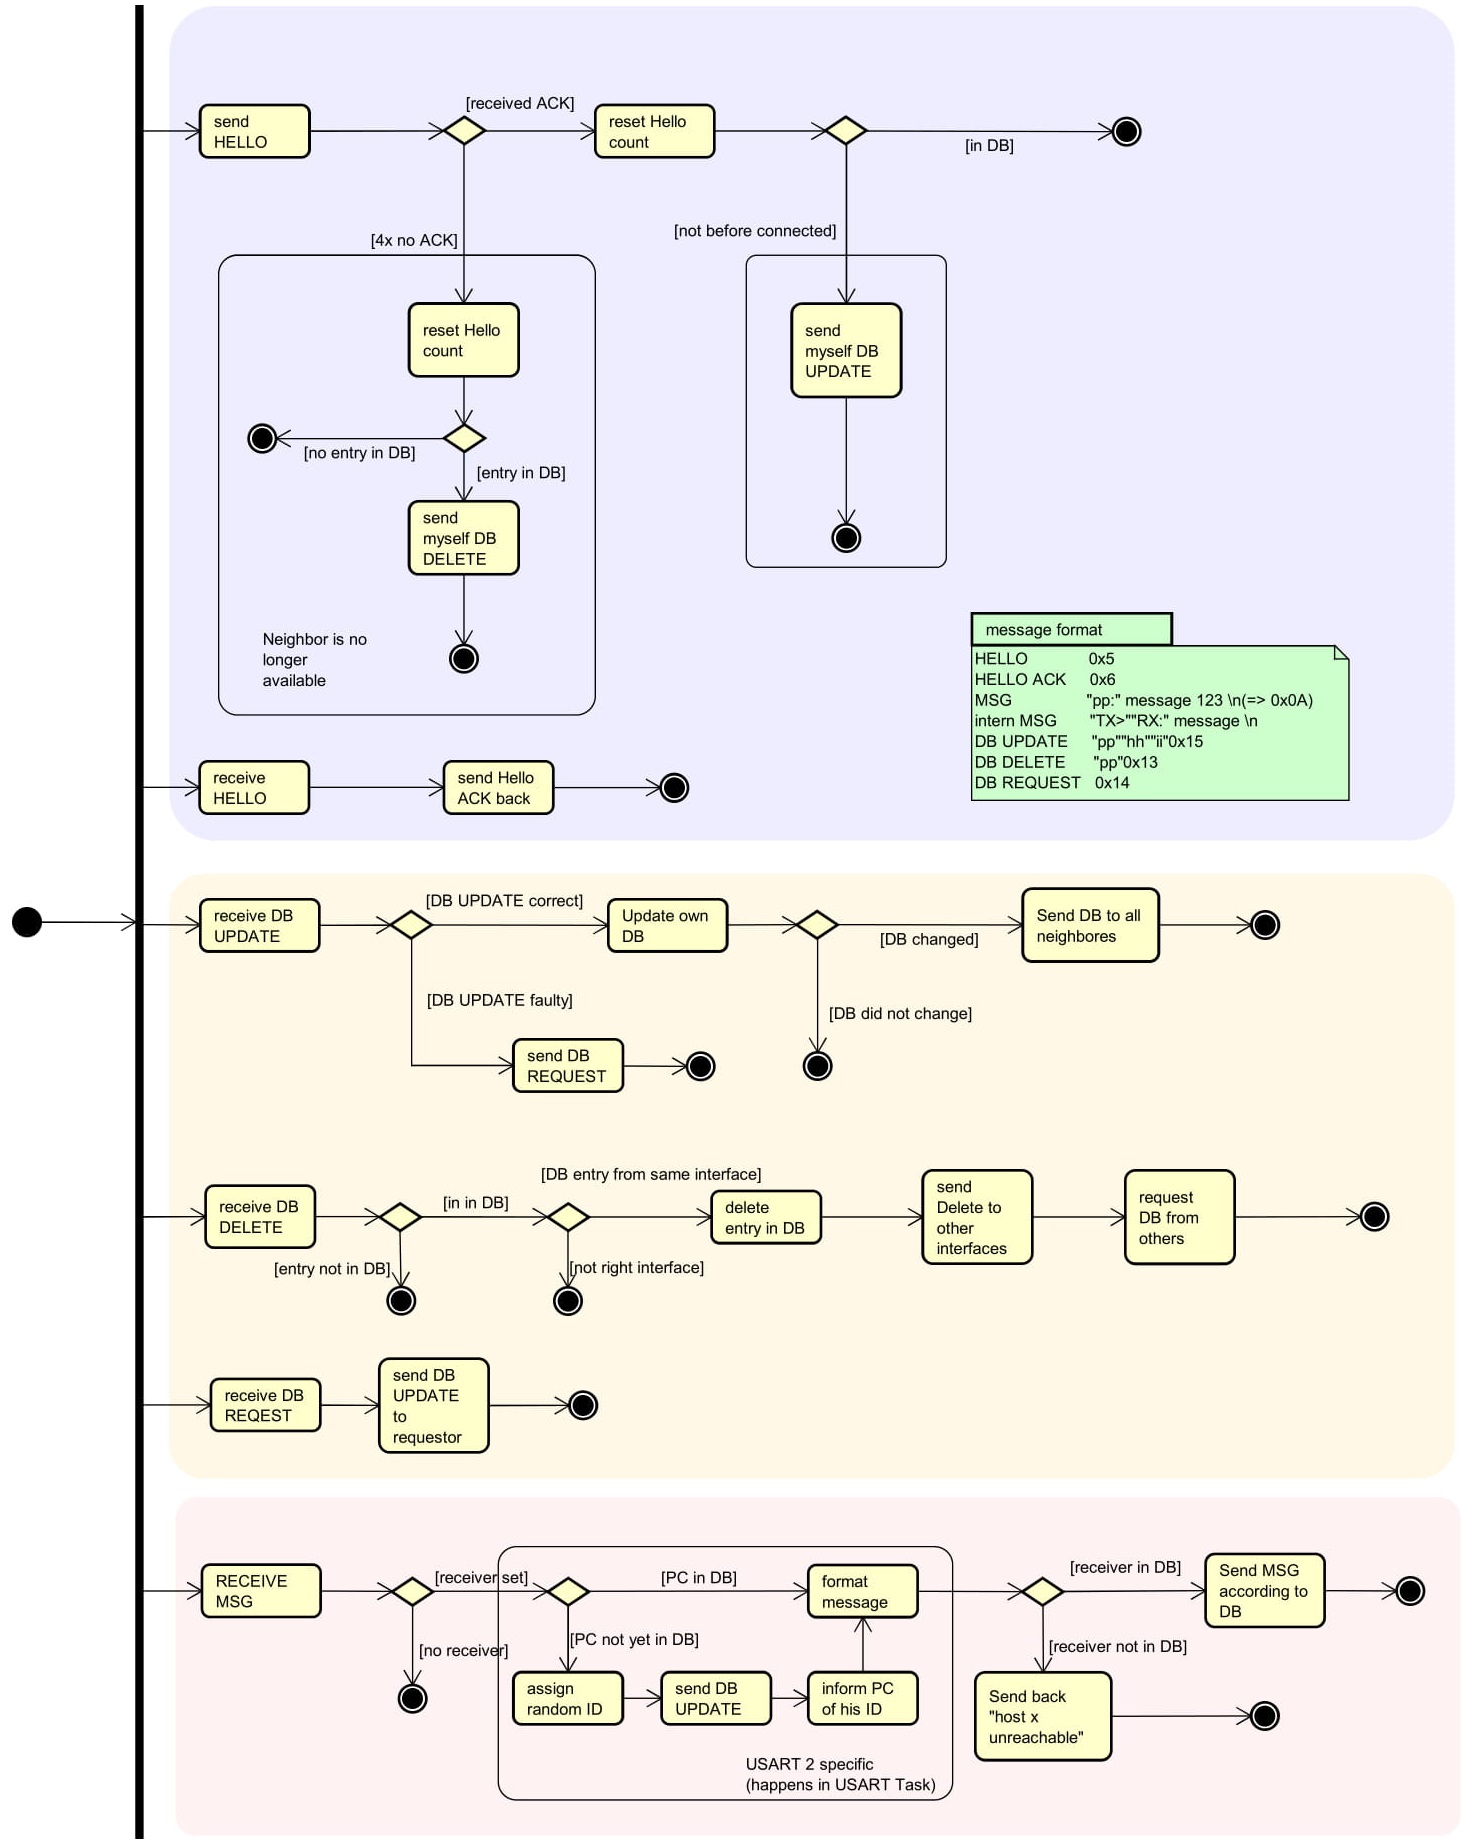 [received ACK]
send
HELLO
reset Hello
count
[in DB]
[4x no ACK]
[not before connected]
reset Hello
count
send
myself DB
UPDATE
[no entry in DB]
[entry in DB]
send
myself DB
DELETE
Neighbor is no
longer
available
message format
HELLO 0x5
HELLO ACK 0x6
MSG "pp:" message 123 \n(=> 0x0A)
intern MSG "TX>""RX:" message \n
DB UPDATE "pp""hh""ii"0x15
DB DELETE "pp"0x13
DB REQUEST 0x14
receive
HELLO
send Hello
ACK back
receive DB
UPDATE
[DB UPDATE correct]
Update own
DB
[DB changed]
Send DB to all
neighbores
[DB UPDATE faulty]
[DB did not change]
send DB
REQUEST
receive DB
DELETE
[in in DB]
[DB entry from same interface]
delete
entry in DB
send
Delete to
other
interfaces
request
DB from
others
[entry not in DB]
[not right interface]
receive DB
REQEST
send DB
UPDATE
to
requestor
RECEIVE
MSG
[receiver set]
[PC in DB]
format
message
[receiver in DB]
Send MSG
according to
DB
[no receiver]
[PC not yet in DB]
[receiver not in DB]
assign
random ID
send DB
UPDATE
inform PC
of his ID
Send back
"host x
unreachable"
USART 2 specific
(happens in USART Task)